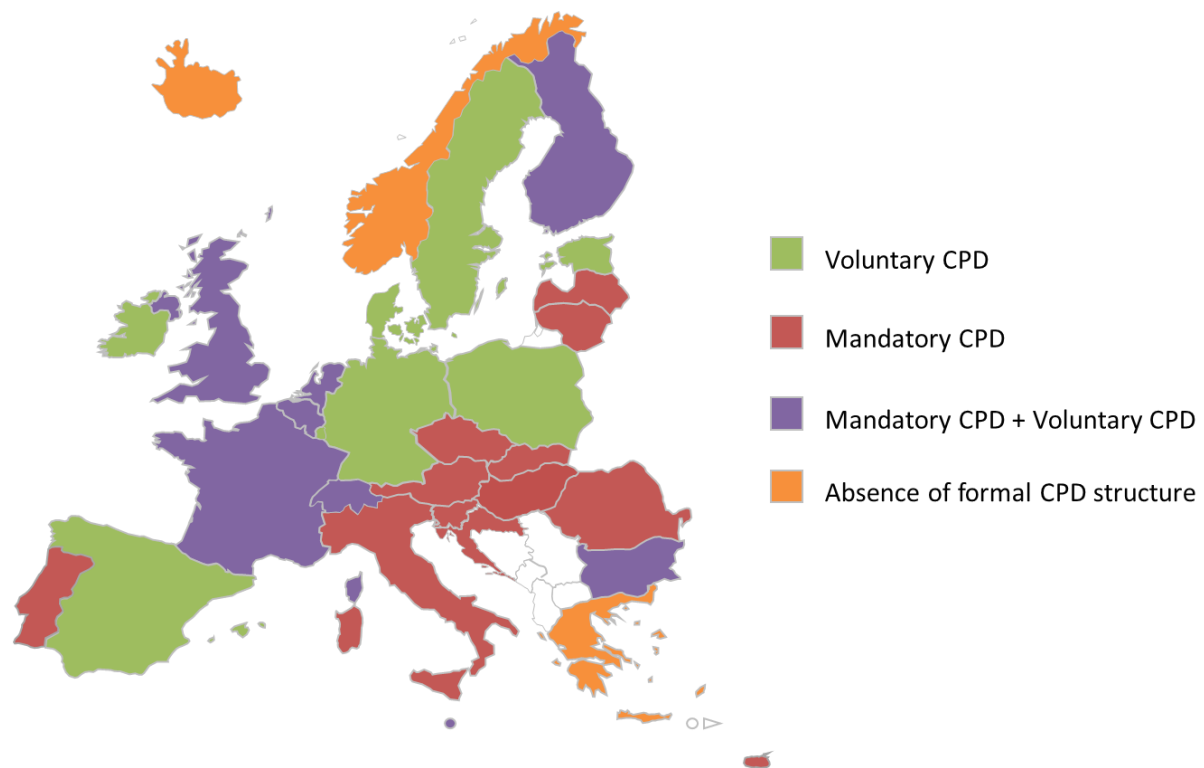 Voluntary CPD
Mandatory CPD
Mandatory CPD + Voluntary CPD
Absence of formal CPD structure